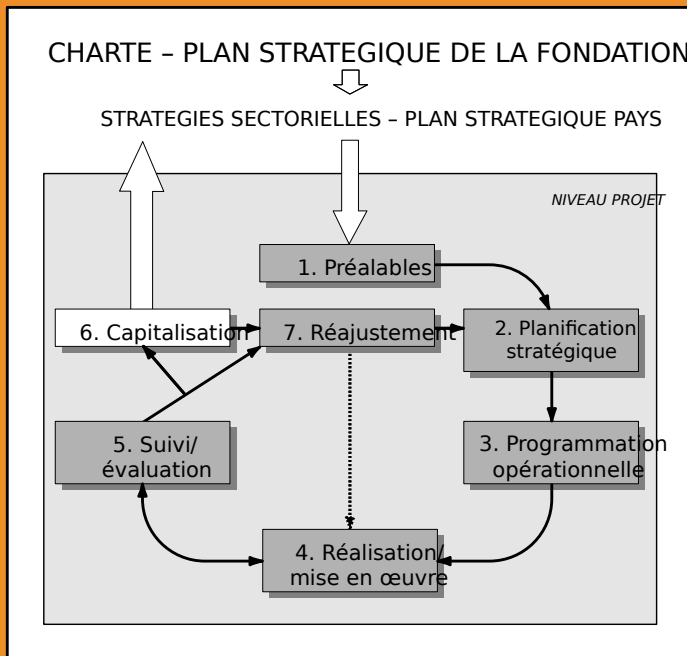 CHARTE – PLAN STRATEGIQUE DE LA FONDATION
STRATEGIES SECTORIELLES – PLAN STRATEGIQUE PAYS
NIVEAU PROJET
1. Préalables
6. Capitalisation
7. Réajustement
2. Planification
stratégique
5. Suivi/
évaluation
3. Programmation
opérationnelle
4. Réalisation/
mise en œuvre